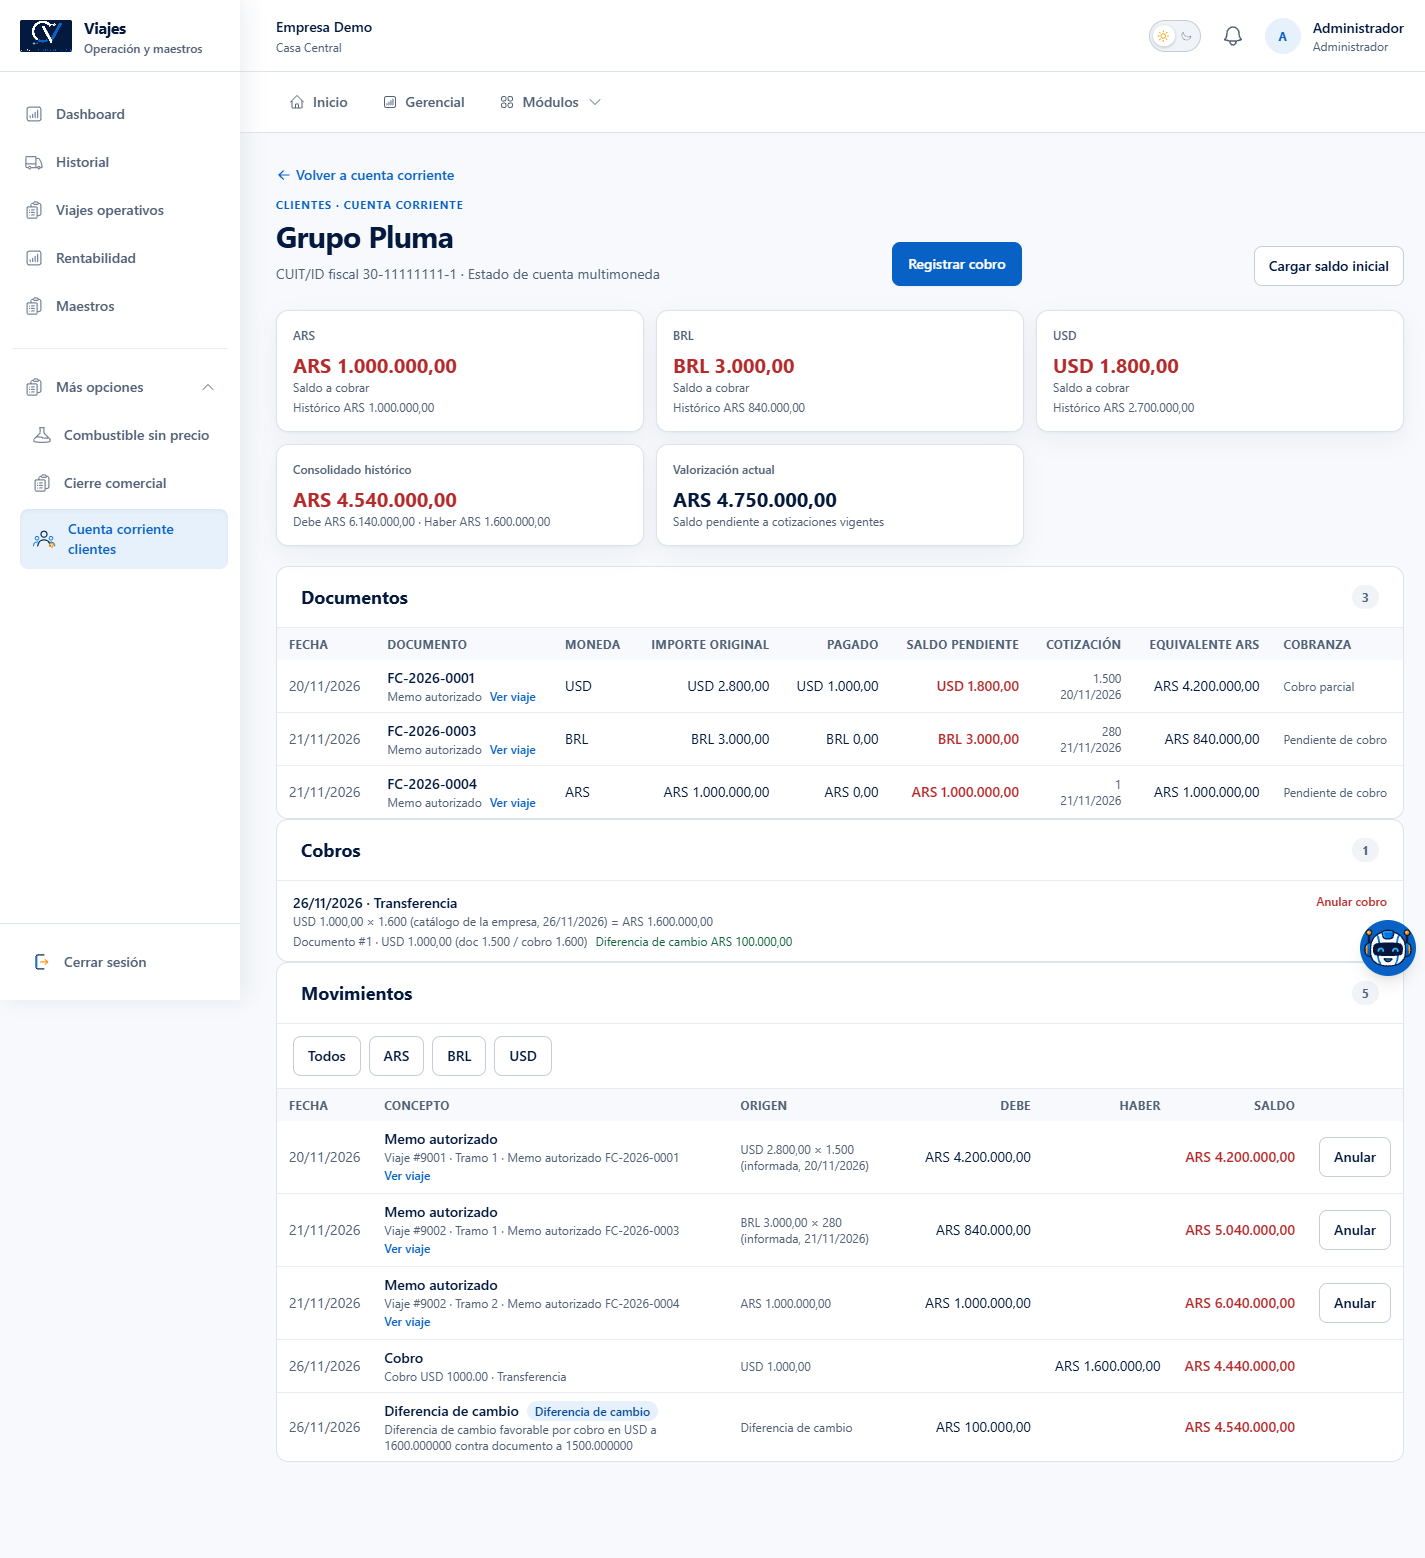 CV
Viajes
Operación y maestros
Empresa Demo
Casa Central
A
Administrador
Administrador
Inicio
Gerencial
Módulos
Dashboard
Historial
Viajes operativos
Rentabilidad
Maestros
Más opciones
Combustible sin precio
Cierre comercial
Cuenta corriente
clientes
Cerrar sesión
Volver a cuenta corriente
CLIENTES · CUENTA CORRIENTE
Grupo Pluma
CUIT/ID fiscal 30-11111111-1 · Estado de cuenta multimoneda
Registrar cobro
Cargar saldo inicial
ARS
ARS 1.000.000,00
Saldo a cobrar
Histórico ARS 1.000.000,00
BRL
BRL 3.000,00
Saldo a cobrar
Histórico ARS 840.000,00
USD
USD 1.800,00
Saldo a cobrar
Histórico ARS 2.700.000,00
Consolidado histórico
ARS 4.540.000,00
Debe ARS 6.140.000,00 · Haber ARS 1.600.000,00
Valorización actual
ARS 4.750.000,00
Saldo pendiente a cotizaciones vigentes
Documentos 3
FECHA DOCUMENTO MONEDA IMPORTE ORIGINAL PAGADO SALDO PENDIENTE COTIZACIÓN EQUIVALENTE ARS COBRANZA
20/11/2026 FC-2026-0001 Memo autorizado Ver viaje USD USD 2.800,00 USD 1.000,00 USD 1.800,00 1.500 20/11/2026 ARS 4.200.000,00 Cobro parcial
21/11/2026 FC-2026-0003 Memo autorizado Ver viaje BRL BRL 3.000,00 BRL 0,00 BRL 3.000,00 280 21/11/2026 ARS 840.000,00 Pendiente de cobro
21/11/2026 FC-2026-0004 Memo autorizado Ver viaje ARS ARS 1.000.000,00 ARS 0,00 ARS 1.000.000,00 1 21/11/2026 ARS 1.000.000,00 Pendiente de cobro
Cobros 1
26/11/2026 · Transferencia Anular cobro
USD 1.000,00 × 1.600 (catálogo de la empresa, 26/11/2026) = ARS 1.600.000,00
Documento #1 · USD 1.000,00 (doc 1.500 / cobro 1.600) Diferencia de cambio ARS 100.000,00
Movimientos 5
Todos ARS BRL USD
FECHA CONCEPTO ORIGEN DEBE HABER SALDO
20/11/2026 Memo autorizado Viaje #9001 · Tramo 1 · Memo autorizado FC-2026-0001 Ver viaje USD 2.800,00 × 1.500 (informada, 20/11/2026) ARS 4.200.000,00 ARS 4.200.000,00 Anular
21/11/2026 Memo autorizado Viaje #9002 · Tramo 1 · Memo autorizado FC-2026-0003 Ver viaje BRL 3.000,00 × 280 (informada, 21/11/2026) ARS 840.000,00 ARS 5.040.000,00 Anular
21/11/2026 Memo autorizado Viaje #9002 · Tramo 2 · Memo autorizado FC-2026-0004 Ver viaje ARS 1.000.000,00 ARS 1.000.000,00 ARS 6.040.000,00 Anular
26/11/2026 Cobro Cobro USD 1000.00 · Transferencia USD 1.000,00 ARS 1.600.000,00 ARS 4.440.000,00
26/11/2026 Diferencia de cambio Diferencia de cambio Diferencia de cambio favorable por cobro en USD a 1600.000000 contra documento a 1500.000000 Diferencia de cambio ARS 100.000,00 ARS 4.540.000,00